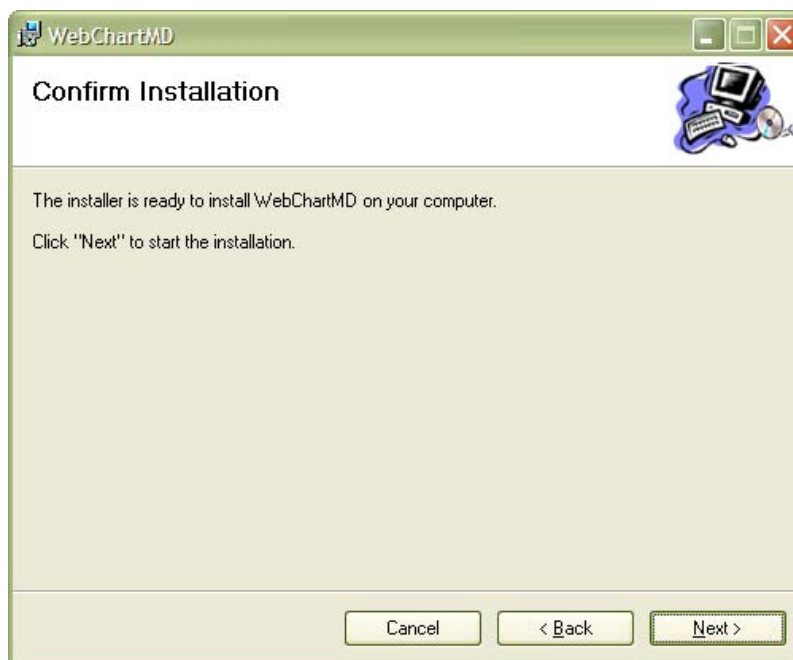 WebChartMD
Confirm Installation
The installer is ready to install WebChartMD on your computer.
Click "Next" to start the installation.
Cancel
< Back
Next >